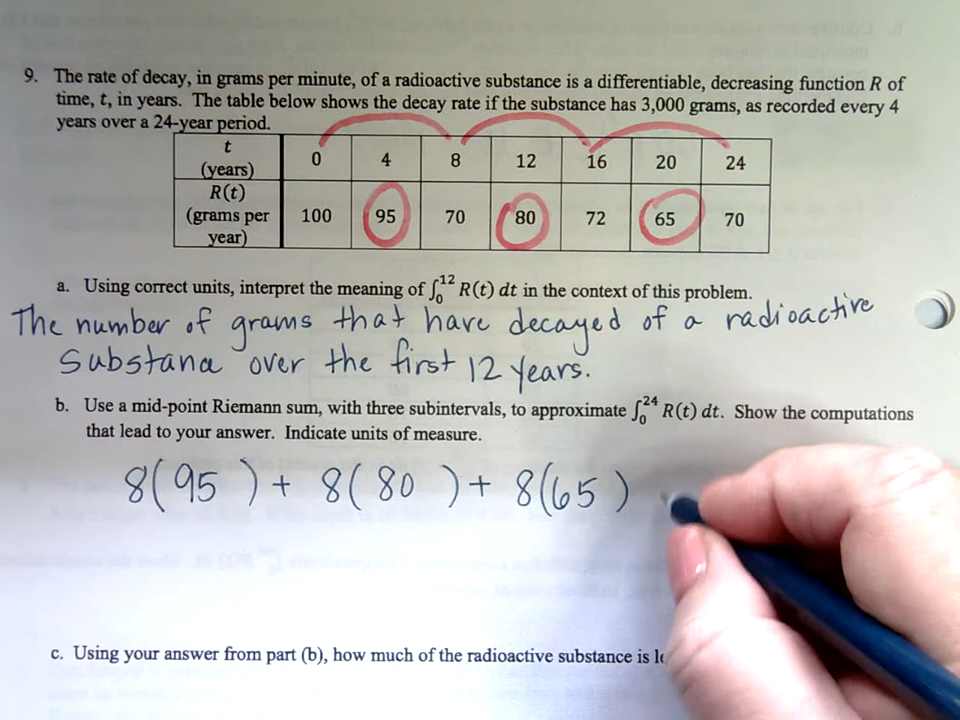 9. The rate of decay, in grams per minute, of a radioactive substance is a differentiable, decreasing function R of
time, t, in years. The table below shows the decay rate if the substance has 3,000 grams, as recorded every 4
years over a 24-year period.
t (years) 0 4 8 12 16 20 24
R(t) (grams per year) 100 95 70 80 72 65 70
a. Using correct units, interpret the meaning of ∫₀¹² R(t) dt in the context of this problem.
The number of grams that have decayed of a radioactive
substance over the first 12 years.
b. Use a mid-point Riemann sum, with three subintervals, to approximate ∫₀²⁴ R(t) dt. Show the computations
that lead to your answer. Indicate units of measure.
8(95) + 8(80) + 8(65)
c. Using your answer from part (b), how much of the radioactive substance is